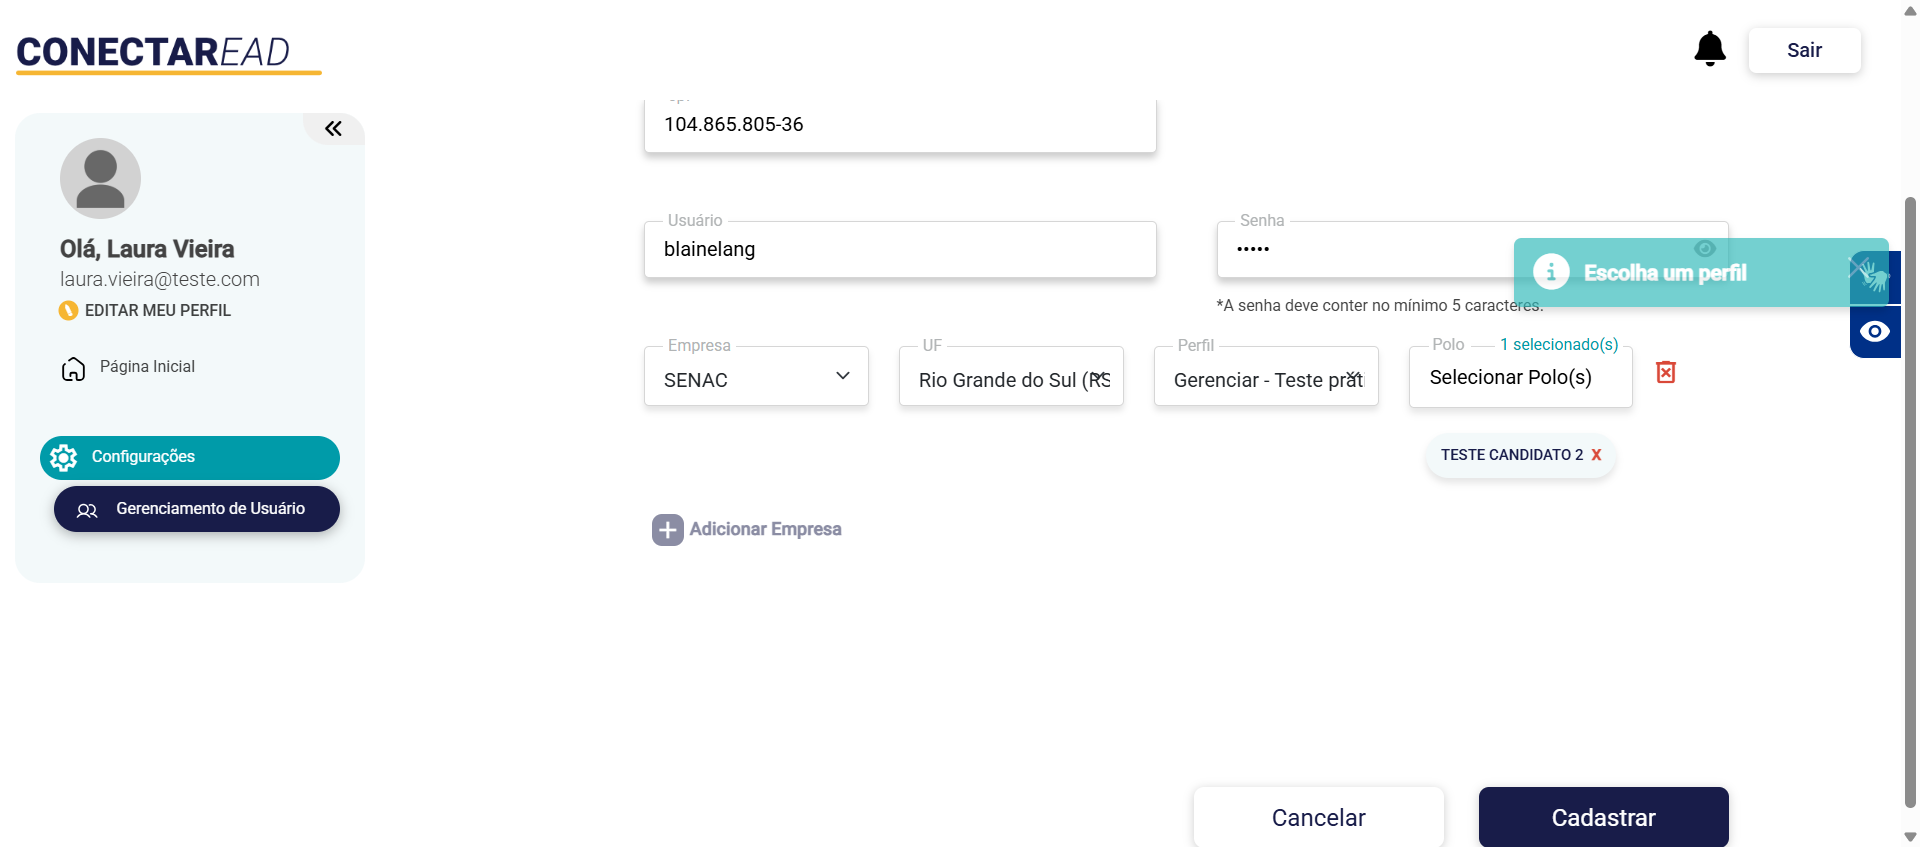 CONECTAREAD
Sair
Olá, Laura Vieira
laura.vieira@teste.com
EDITAR MEU PERFIL
Página Inicial
Configurações
Gerenciamento de Usuário
104.865.805-36
Usuário
blainelang
Senha
•••••
Escolha um perfil
*A senha deve conter no mínimo 5 caracteres.
Empresa
SENAC
UF
Rio Grande do Sul (RS
Perfil
Gerenciar - Teste práti
Polo
1 selecionado(s)
Selecionar Polo(s)
TESTE CANDIDATO 2 X
Adicionar Empresa
Cancelar
Cadastrar